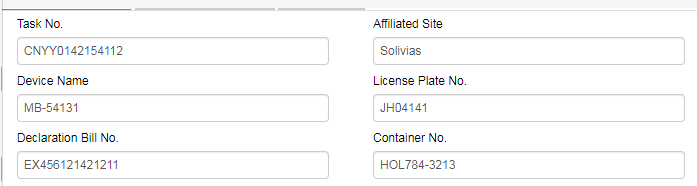 Task No.
Affiliated Site
CNYY0142154112
Solivias
Device Name
License Plate No.
MB-54131
JH04141
Declaration Bill No.
Container No.
EX456121421211
HOL784-3213